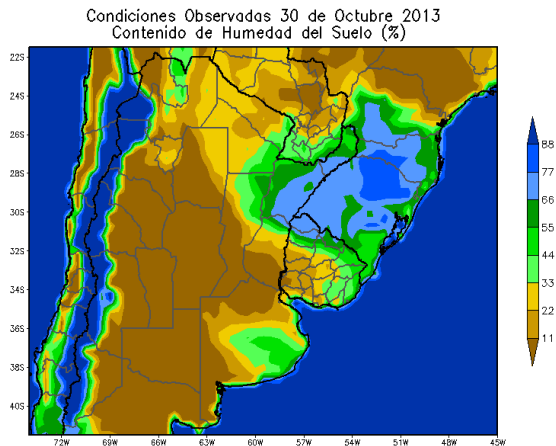 Condiciones Observadas 30 de Octubre 2013
Contenido de Humedad del Suelo (%)
22S
24S
26S
28S
30S
32S
34S
36S
38S
40S
72W 69W 66W 63W 60W 57W 54W 51W 48W 45W
88
77
66
55
44
33
22
11